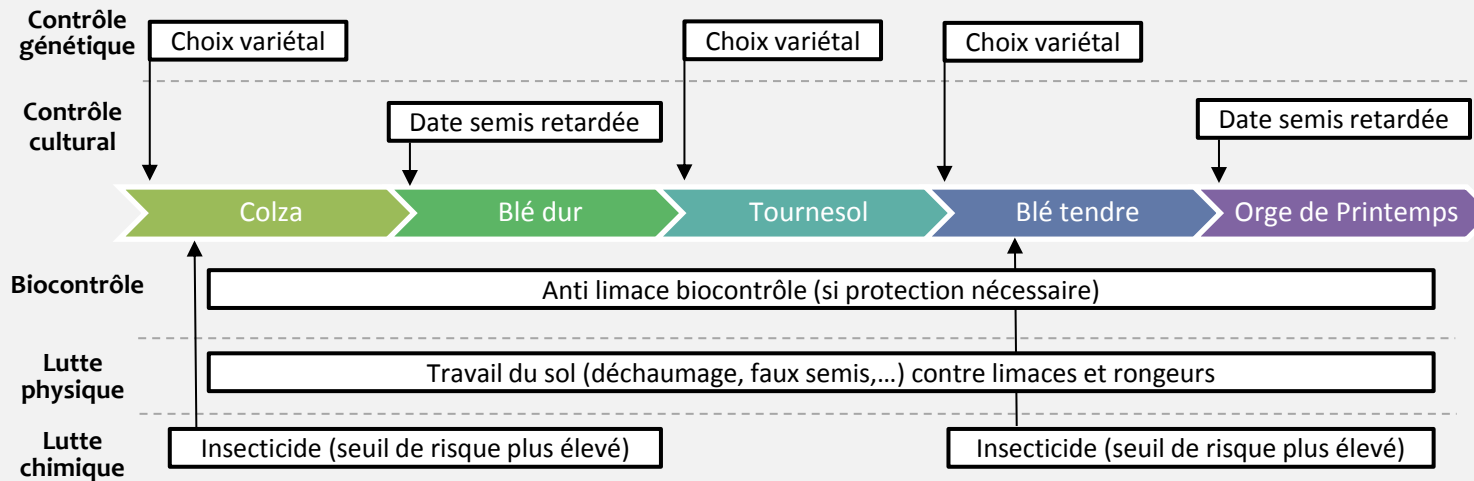 Contrôle
génétique
Choix variétal
Choix variétal
Choix variétal
Contrôle
cultural
Date semis retardée
Date semis retardée
Colza
Blé dur
Tournesol
Blé tendre
Orge de Printemps
Biocontrôle
Anti limace biocontrôle (si protection nécessaire)
Lutte
physique
Travail du sol (déchaumage, faux semis,…) contre limaces et rongeurs
Lutte
chimique
Insecticide (seuil de risque plus élevé)
Insecticide (seuil de risque plus élevé)